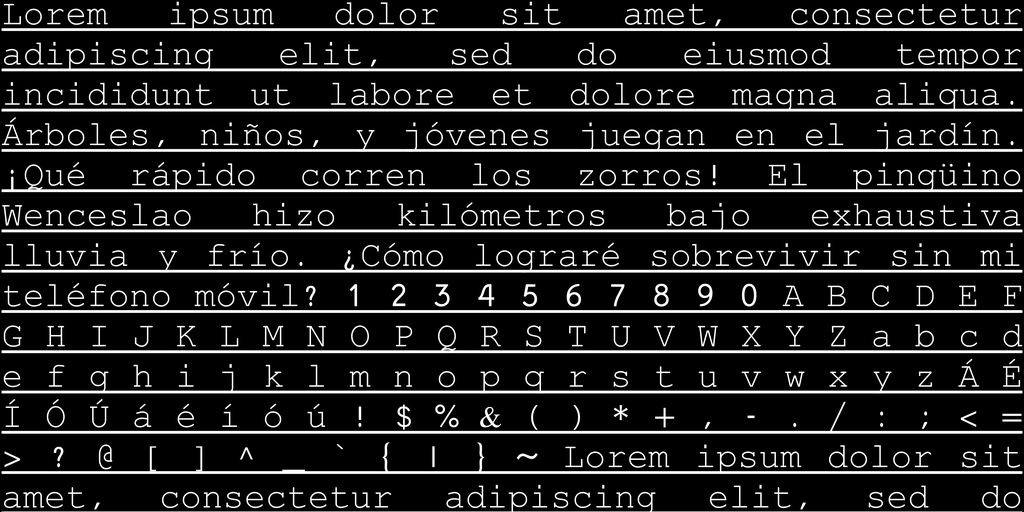 Lorem ipsum dolor sit amet, consectetur
adipiscing elit, sed do eiusmod tempor
incididunt ut labore et dolore magna aliqua.
Árboles, niños, y jóvenes juegan en el jardín.
¡Qué rápido corren los zorros! El pingüino
Wenceslao hizo kilómetros bajo exhaustiva
lluvia y frío. ¿Cómo lograré sobrevivir sin mi
teléfono móvil? 1 2 3 4 5 6 7 8 9 0 A B C D E F
G H I J K L M N O P Q R S T U V W X Y Z a b c d
e f g h i j k l m n o p q r s t u v w x y z Á É
Í Ó Ú á é í ó ú ! $ % & ( ) * + , - . / : ; < =
> ? @ [ ] ^ _ ` { | } ~ Lorem ipsum dolor sit
amet, consectetur adipiscing elit, sed do